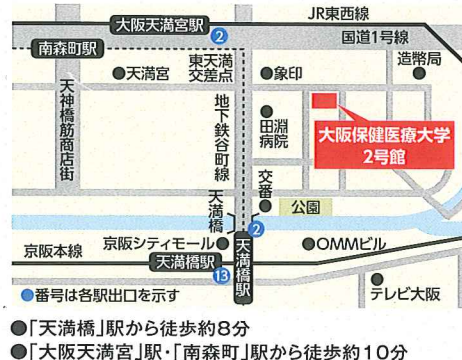 JR東西線
大阪天満宮駅
2
国道1号線
南森町駅
造幣局
東天満
交差点
●天満宮
●象印
天神橋筋商店街
地下鉄谷町線
田淵
病院
大阪保健医療大学
2号館
交番
公園
天満橋
2
京阪シティモール●
●OMMビル
京阪本線
天満橋駅
天満橋駅
13
テレビ大阪
●番号は各駅出口を示す
●「天満橋」駅から徒歩約8分
●「大阪天満宮」駅・「南森町」駅から徒歩約10分